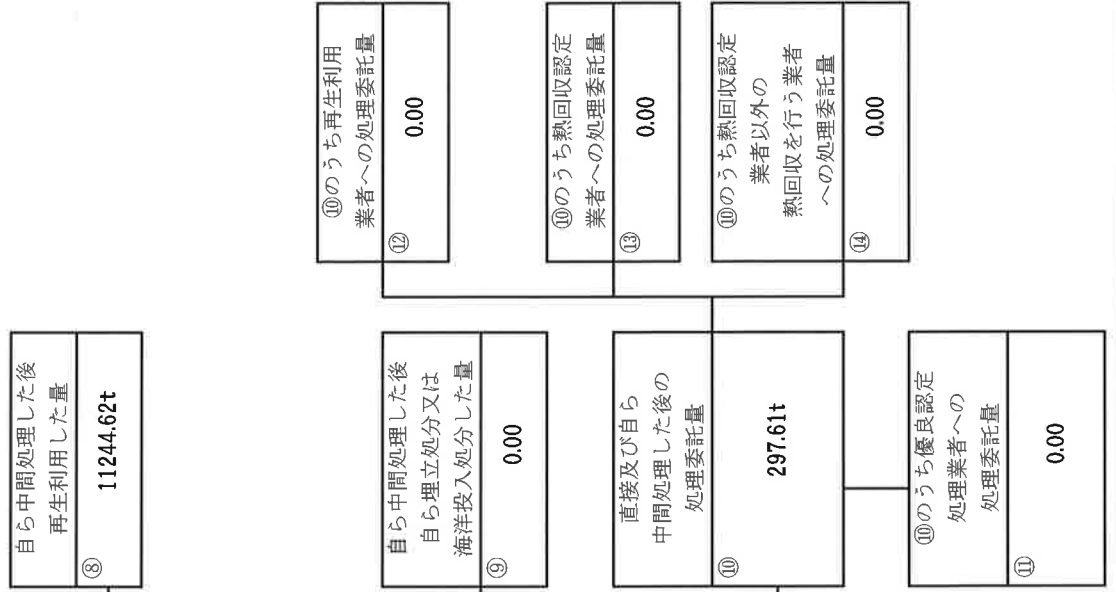 自ら中間処理した後
再生利用した量
⑧
11244.62t
自ら中間処理した後
自ら埋立処分又は
海洋投入処分した量
⑨
0.00
直接及び自ら
中間処理した後の
処理委託量
⑩
297.61t
⑩のうち優良認定
処理業者への
処理委託量
⑪
0.00
⑩のうち再生利用
業者への処理委託量
⑫
0.00
⑩のうち熱回収認定
業者への処理委託量
⑬
0.00
⑩のうち熱回収認定
業者以外の
熱回収を行う業者
への処理委託量
⑭
0.00